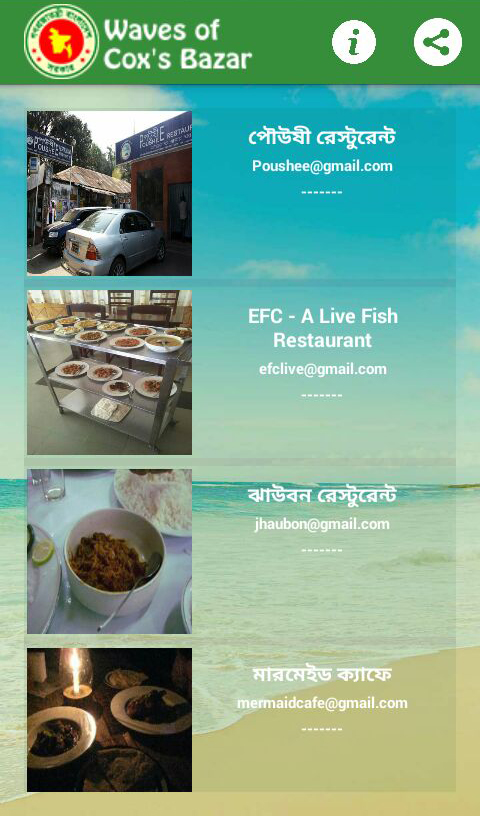 Waves of
Cox's Bazar
পৌউষী রেস্টুরেন্ট
Poushee@gmail.com
-------
EFC - A Live Fish
Restaurant
efclive@gmail.com
-------
ঝাউবন রেস্টুরেন্ট
jhaubon@gmail.com
-------
মারমেইড ক্যাফে
mermaidcafe@gmail.com
-------